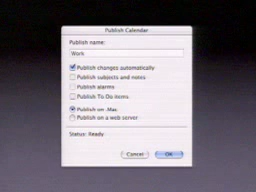 Publish Calendar
Publish name:
Work
Publish changes automatically
Publish subjects and notes
Publish alarms
Publish To Do items
Publish on .Mac
Publish on a web server
Status: Ready
Cancel
OK